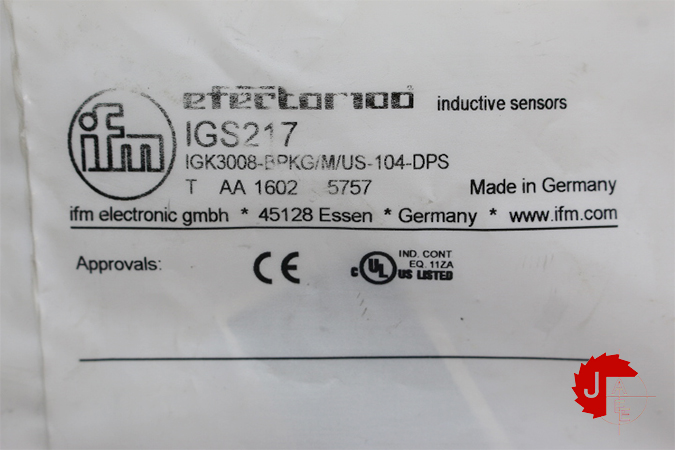 ifm
efector100 inductive sensors
IGS217
IGK3008-BPKG/M/US-104-DPS
T AA 1602 5757 Made in Germany
ifm electronic gmbh * 45128 Essen * Germany * www.ifm.com
Approvals: CE
C UL US LISTED
IND. CONT
EQ. 11ZA
J